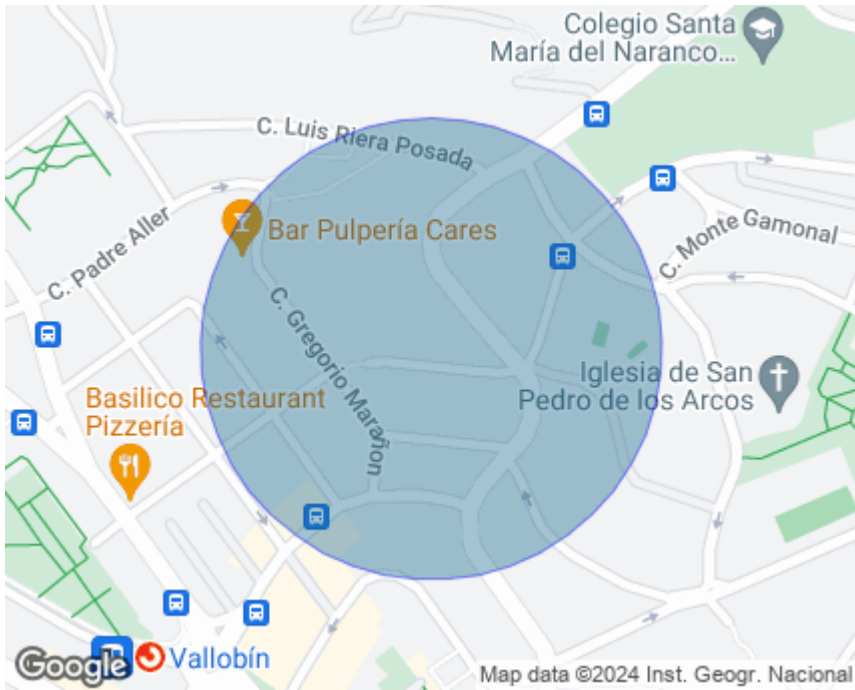 Colegio Santa
María del Naranco...
C. Luis Riera Posada
C. Padre Aller
Bar Pulpería Cares
C. Monte Gamonal
C. Gregorio Marañón
Iglesia de San
Pedro de los Arcos
Basilico Restaurant
Pizzería
Vallobín
Google
Map data ©2024 Inst. Geogr. Nacional